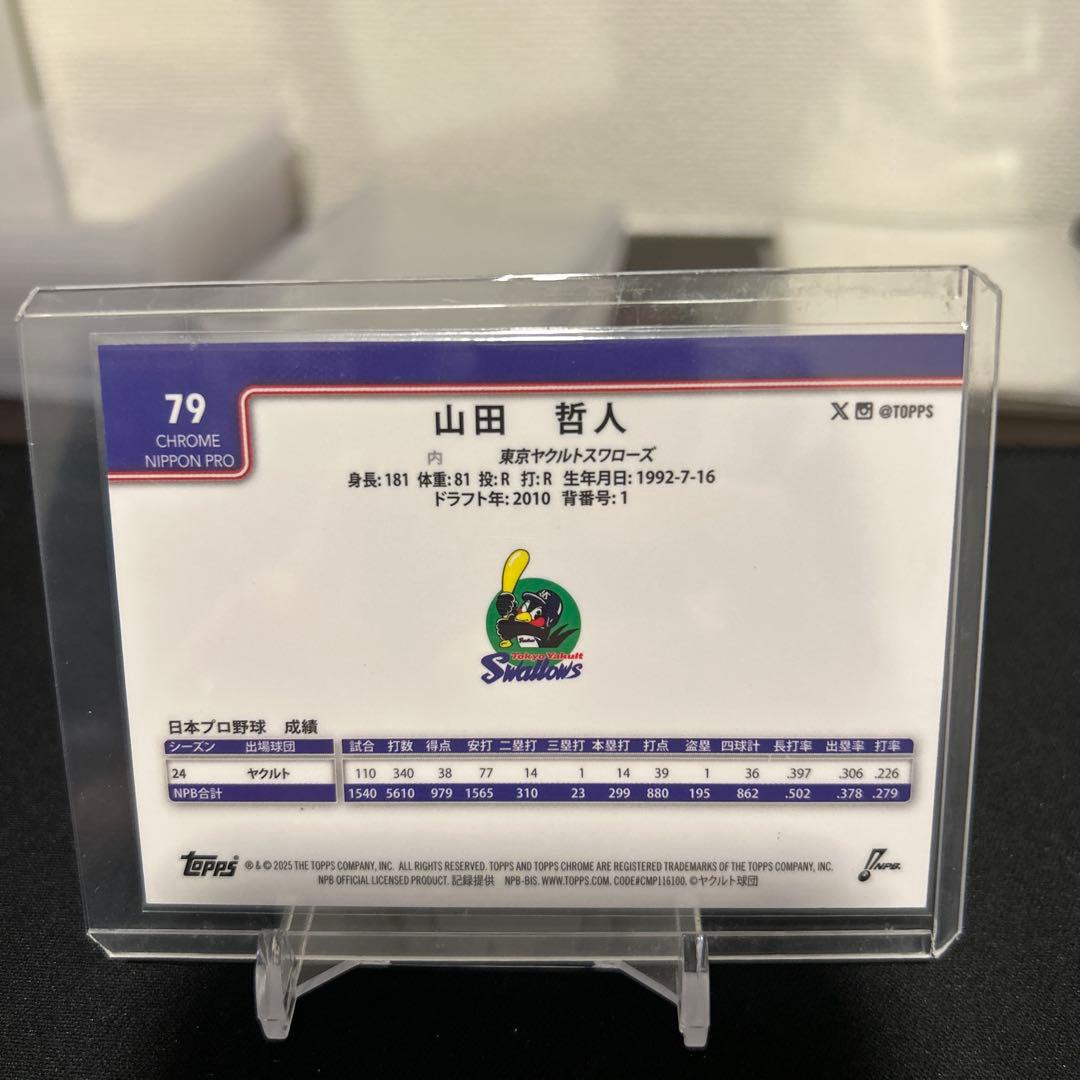 79
CHROME
NIPPON PRO
山田 哲人
@TOPPS
内 東京ヤクルトスワローズ
身長:181 体重:81 投:R 打:R 生年月日:1992-7-16
ドラフト年:2010 背番号:1
Tokyo Yakult
Swallows
日本プロ野球 成績
シーズン 出場球団 試合 打数 得点 安打 二塁打 三塁打 本塁打 打点 盗塁 四球計 長打率 出塁率 打率
24 ヤクルト 110 340 38 77 14 1 14 39 1 36 .397 .306 .226
NPB合計 1540 5610 979 1565 310 23 299 880 195 862 .502 .378 .279
topps ® & © 2025 THE TOPPS COMPANY, INC. ALL RIGHTS RESERVED. TOPPS AND TOPPS CHROME ARE REGISTERED TRADEMARKS OF THE TOPPS COMPANY, INC.
NPB OFFICIAL LICENSED PRODUCT. 記録提供 NPB-BIS. WWW.TOPPS.COM. CODE#CMP116100. ©ヤクルト球団
NPB.